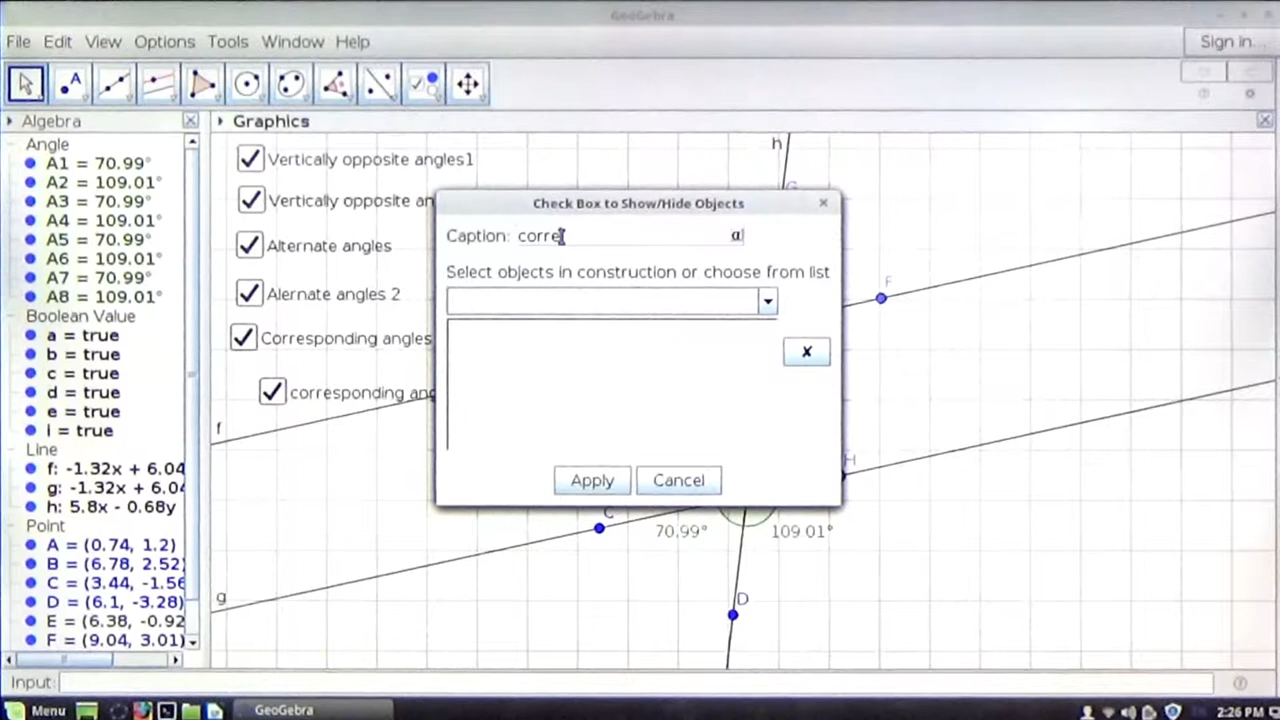 GeoGebra
File Edit View Options Tools Window Help
Sign in...
Algebra
Graphics
Angle
A1 = 70.99°
A2 = 109.01°
A3 = 70.99°
A4 = 109.01°
A5 = 70.99°
A6 = 109.01°
A7 = 70.99°
A8 = 109.01°
Boolean Value
a = true
b = true
c = true
d = true
e = true
i = true
Line
f: -1.32x + 6.04
g: -1.32x + 6.04
h: 5.8x - 0.68y
Point
A = (0.74, 1.2)
B = (6.78, 2.52)
C = (3.44, -1.56
D = (6.1, -3.28)
E = (6.38, -0.92
F = (9.04, 3.01)
Vertically opposite angles1
Vertically opposite an
Alternate angles
Alernate angles 2
Corresponding angles
corresponding ang
h
G
F
f
H
C
70.99°
109 01°
g
D
Check Box to Show/Hide Objects
Caption: corre
Select objects in construction or choose from list
Apply
Cancel
Input:
Menu
GeoGebra
2:26 PM